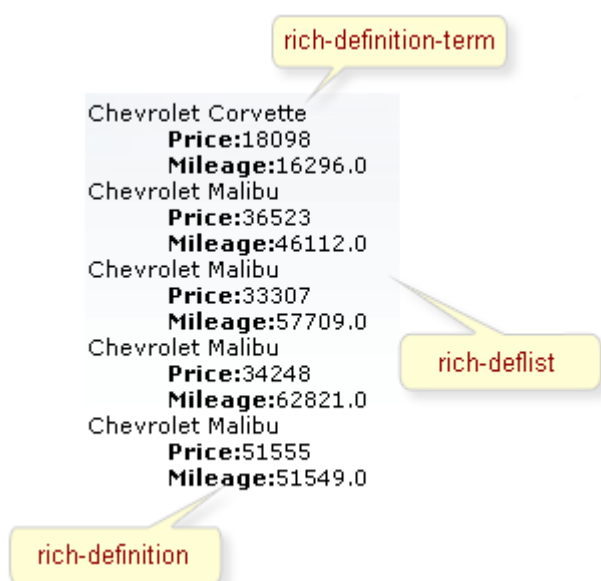 rich-definition-term
Chevrolet Corvette
Price:18098
Mileage:16296.0
Chevrolet Malibu
Price:36523
Mileage:46112.0
Chevrolet Malibu
Price:33307
Mileage:57709.0
Chevrolet Malibu
Price:34248
Mileage:62821.0
Chevrolet Malibu
Price:51555
Mileage:51549.0
rich-deflist
rich-definition